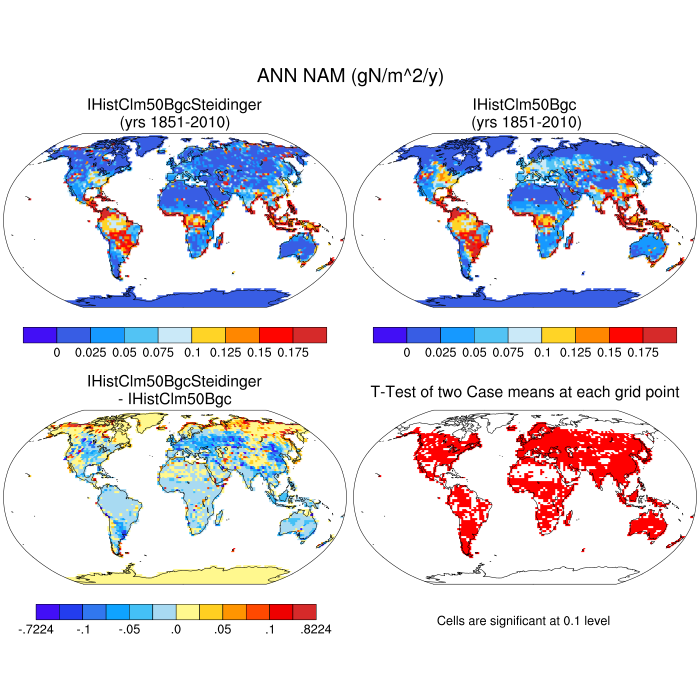 ANN NAM (gN/m^2/y)
IHistClm50BgcSteidinger
(yrs 1851-2010)
IHistClm50Bgc
(yrs 1851-2010)
0 0.025 0.05 0.075 0.1 0.125 0.15 0.175
0 0.025 0.05 0.075 0.1 0.125 0.15 0.175
IHistClm50BgcSteidinger
- IHistClm50Bgc
T-Test of two Case means at each grid point
-.7224 -.1 -.05 .0 .05 .1 .8224
Cells are significant at 0.1 level